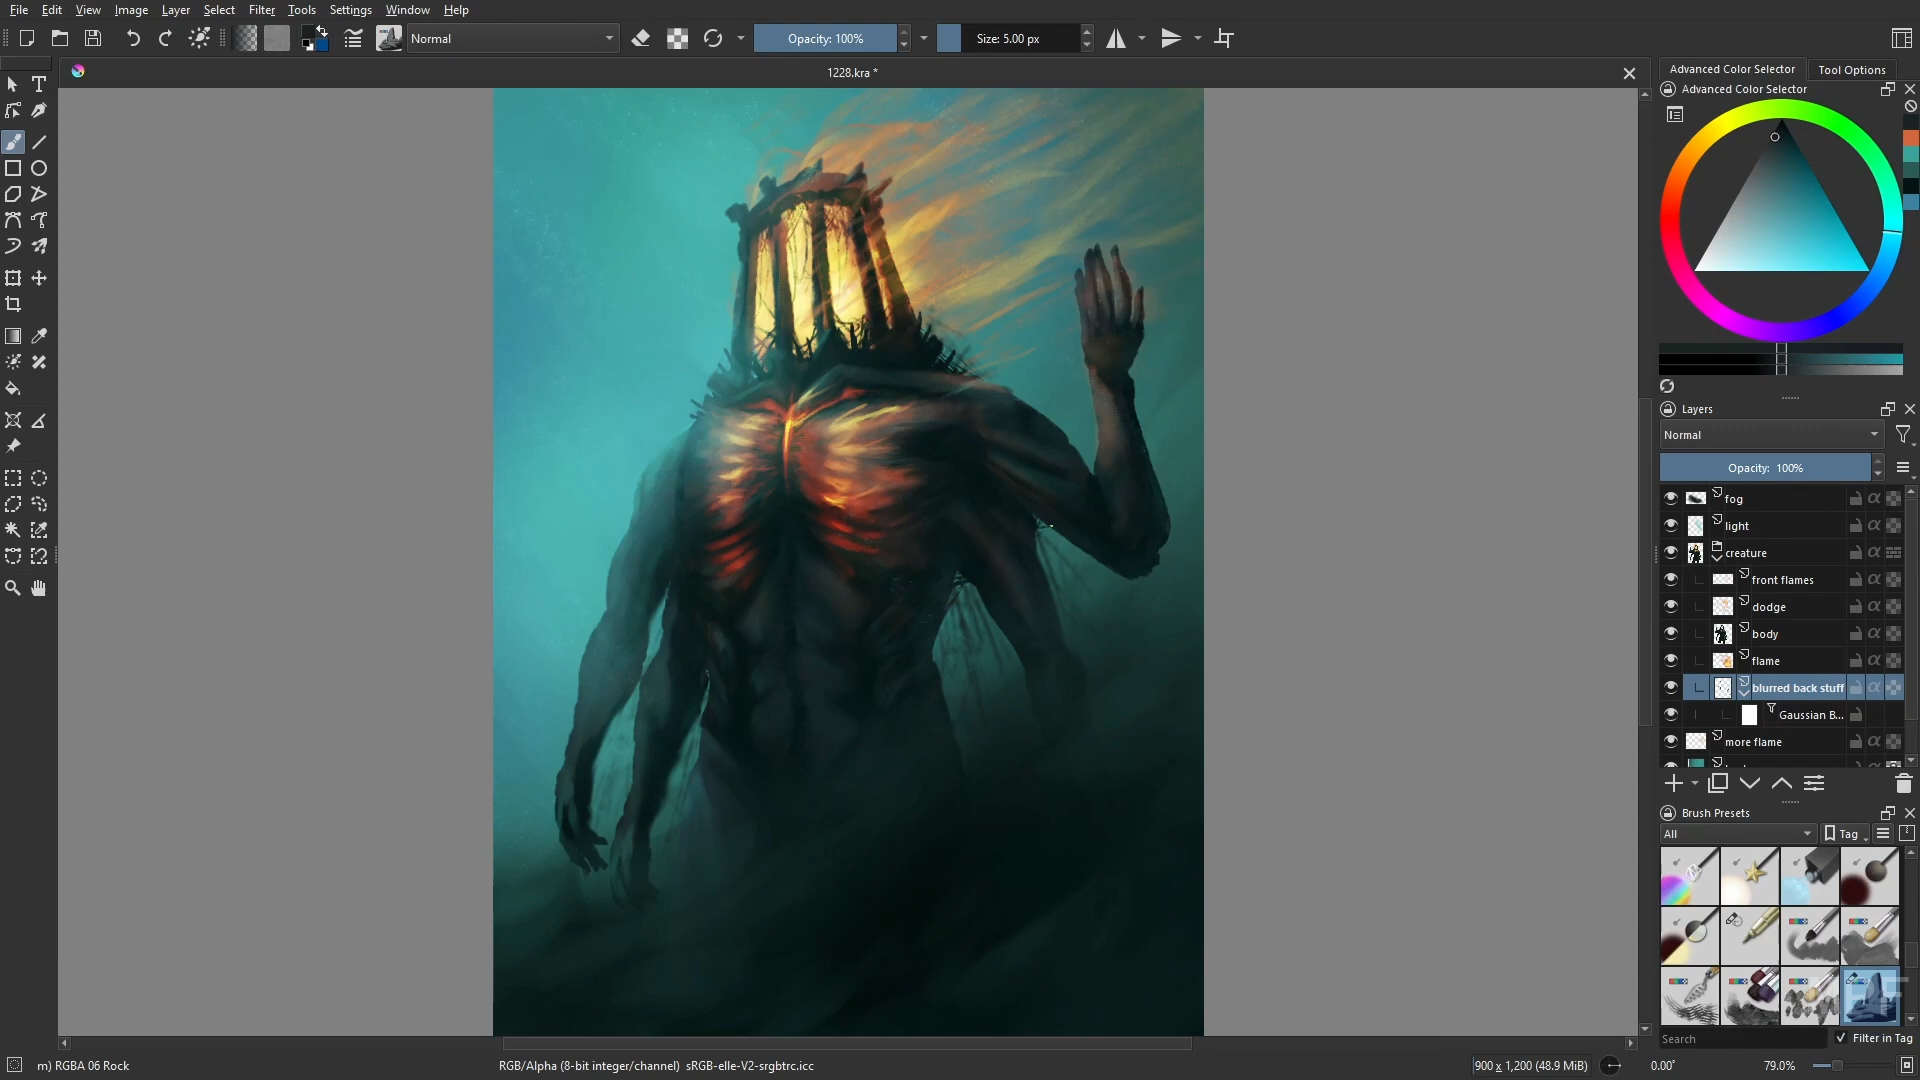 File Edit View Image Layer Select Filter Tools Settings Window Help
Normal
Opacity: 100%
Size: 5.00 px
1228.kra *
Advanced Color Selector
Tool Options
Advanced Color Selector
Layers
Normal
Opacity: 100%
fog
light
creature
front flames
dodge
body
flame
blurred back stuff
Gaussian B...
more flame
Brush Presets
All
Tag
Search
Filter in Tag
m) RGBA 06 Rock
RGB/Alpha (8-bit integer/channel) sRGB-elle-V2-srgbtrc.icc
900 x 1,200 (48.9 MiB)
0.00°
79.0%